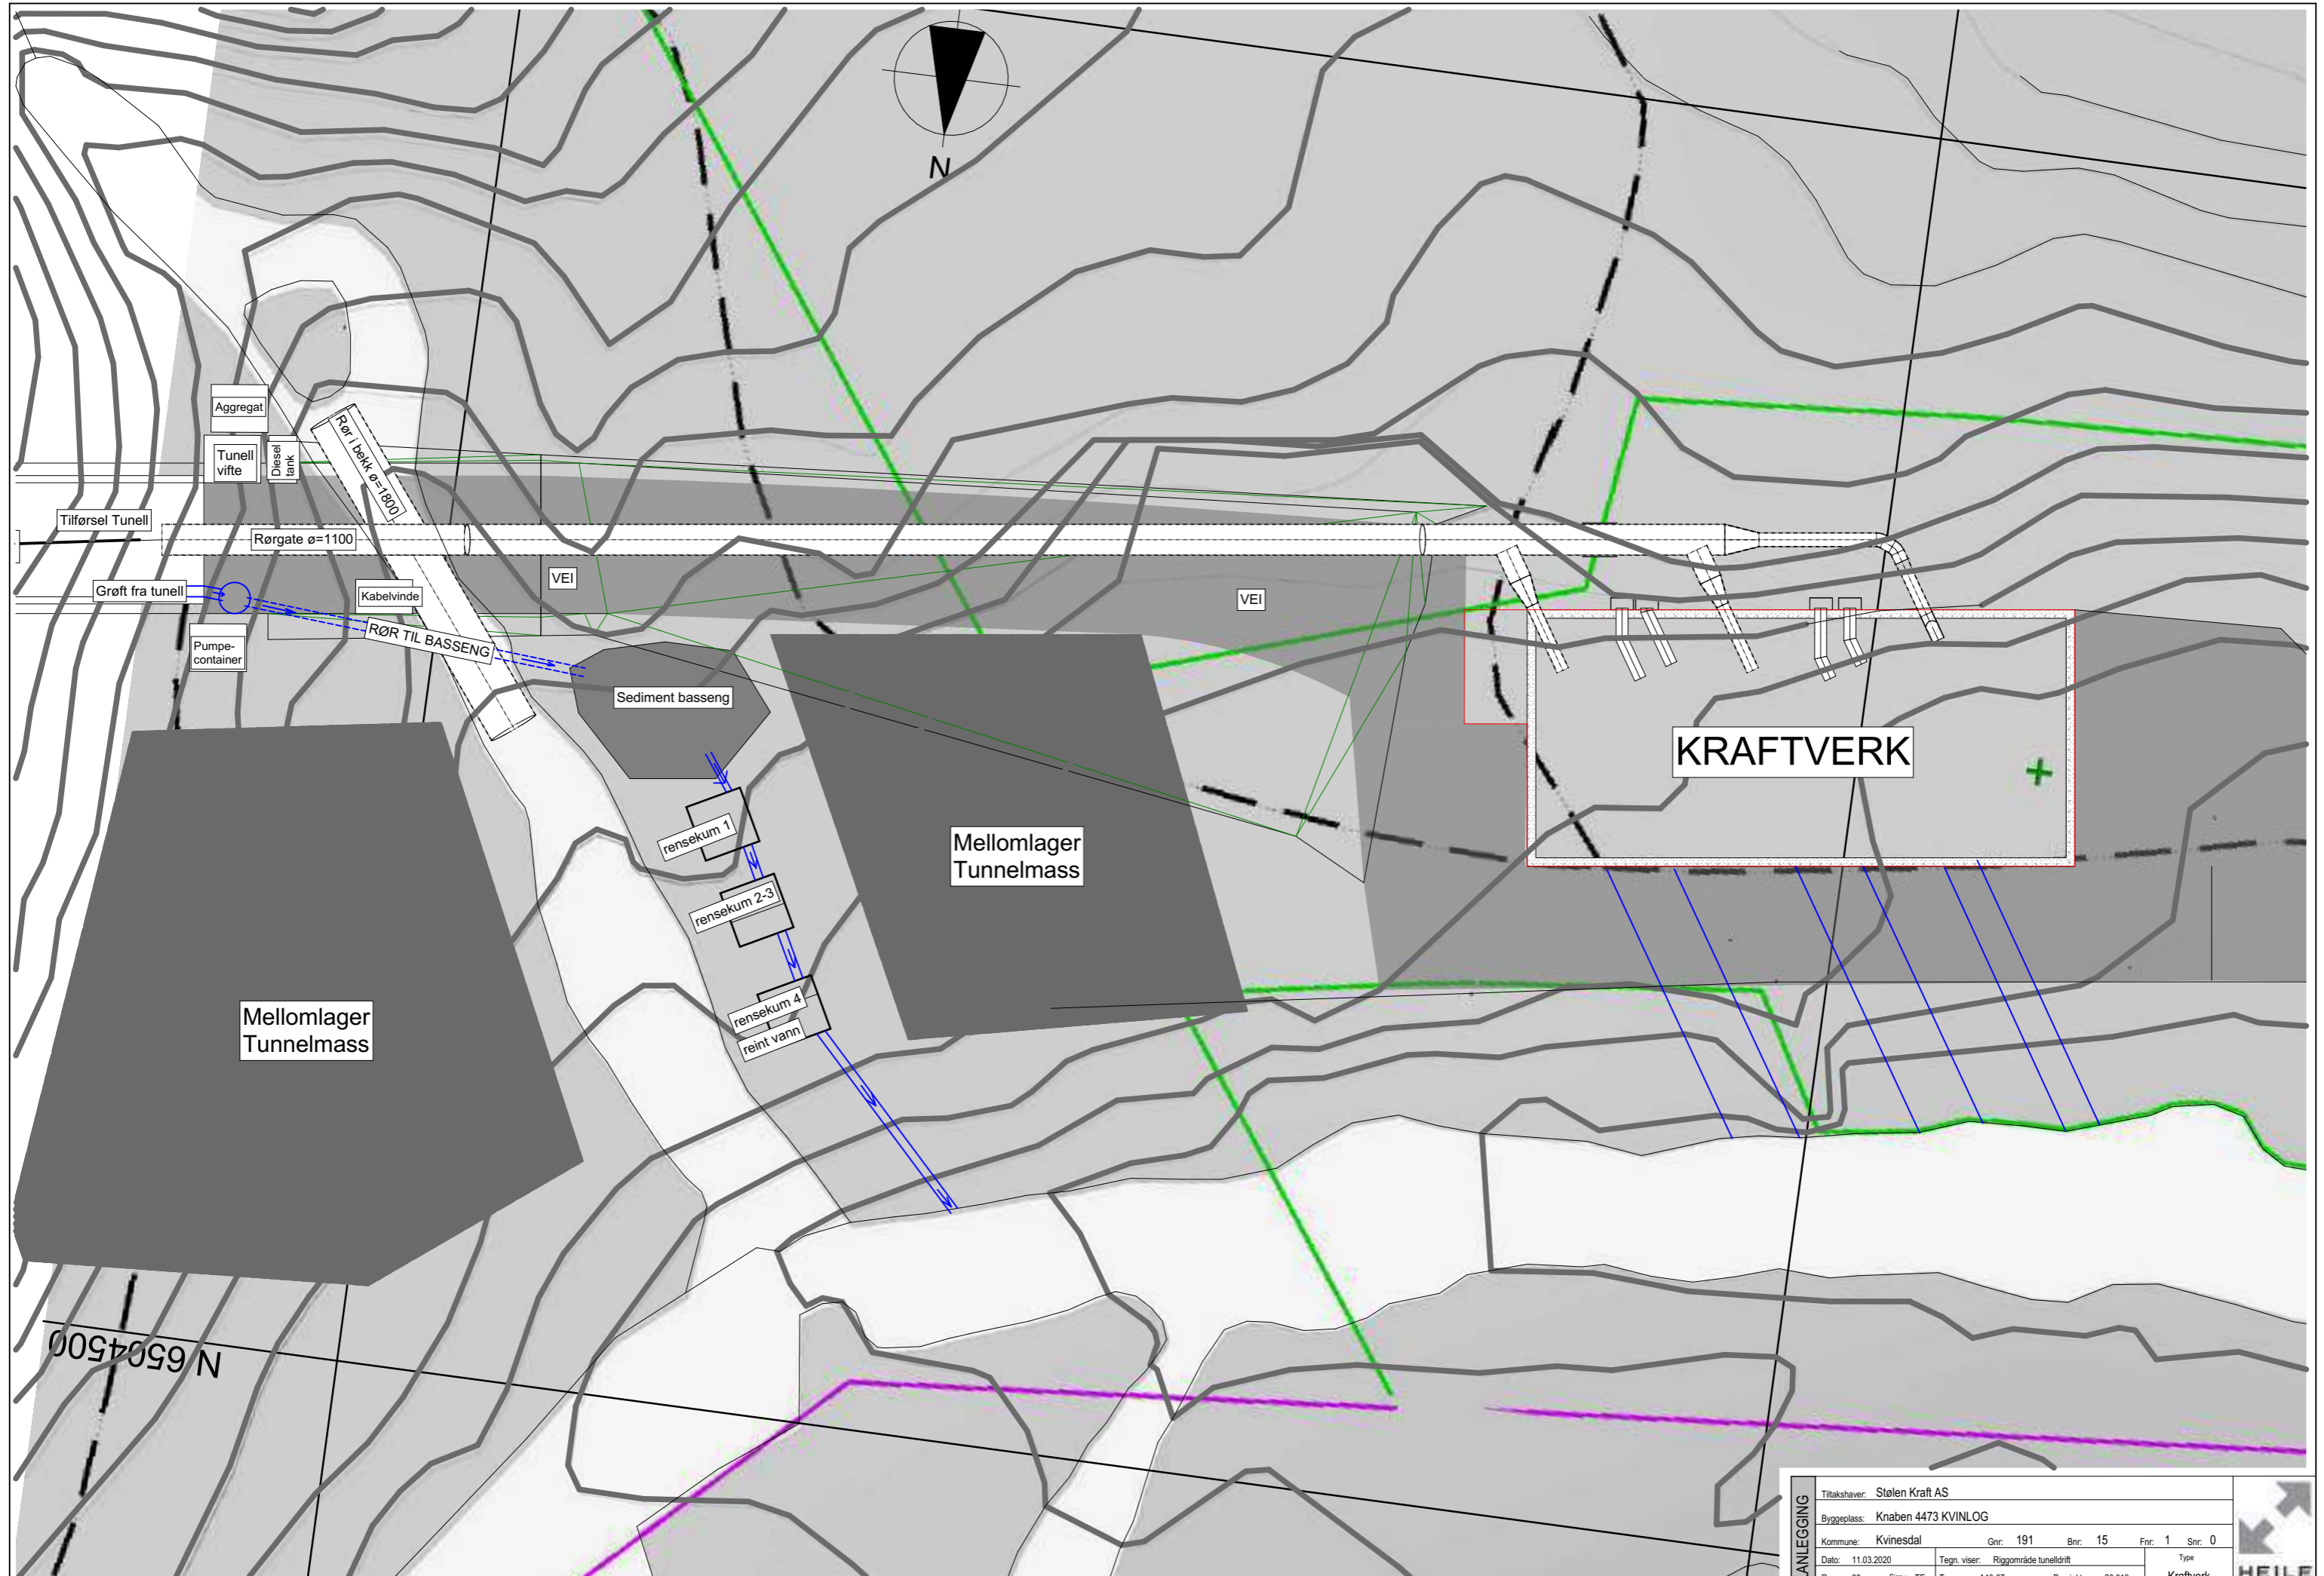 N
Aggregat
Tunell
vifte
Diesel
tank
Rør i bekk ø=1800
Tilførsel Tunell
Rørgate ø=1100
Grøft fra tunell
Kabelvinde
VEI
VEI
RØR TIL BASSENG
Pumpe-
container
Sediment basseng
KRAFTVERK
rensekum 1
Mellomlager
Tunnelmass
rensekum 2-3
rensekum 4
reint vann
Mellomlager
Tunnelmass
N 6504500
ANLEGGING
Tiltakshaver: Stølen Kraft AS
Byggeplass: Knaben 4473 KVINLOG
Kommune: Kvinesdal Gnr: 191 Bnr: 15 Fnr: 1 Snr: 0
Dato: 11.03.2020 Tegn. viser: Riggområde tunelldrift Type
Kraftverk
HEILE